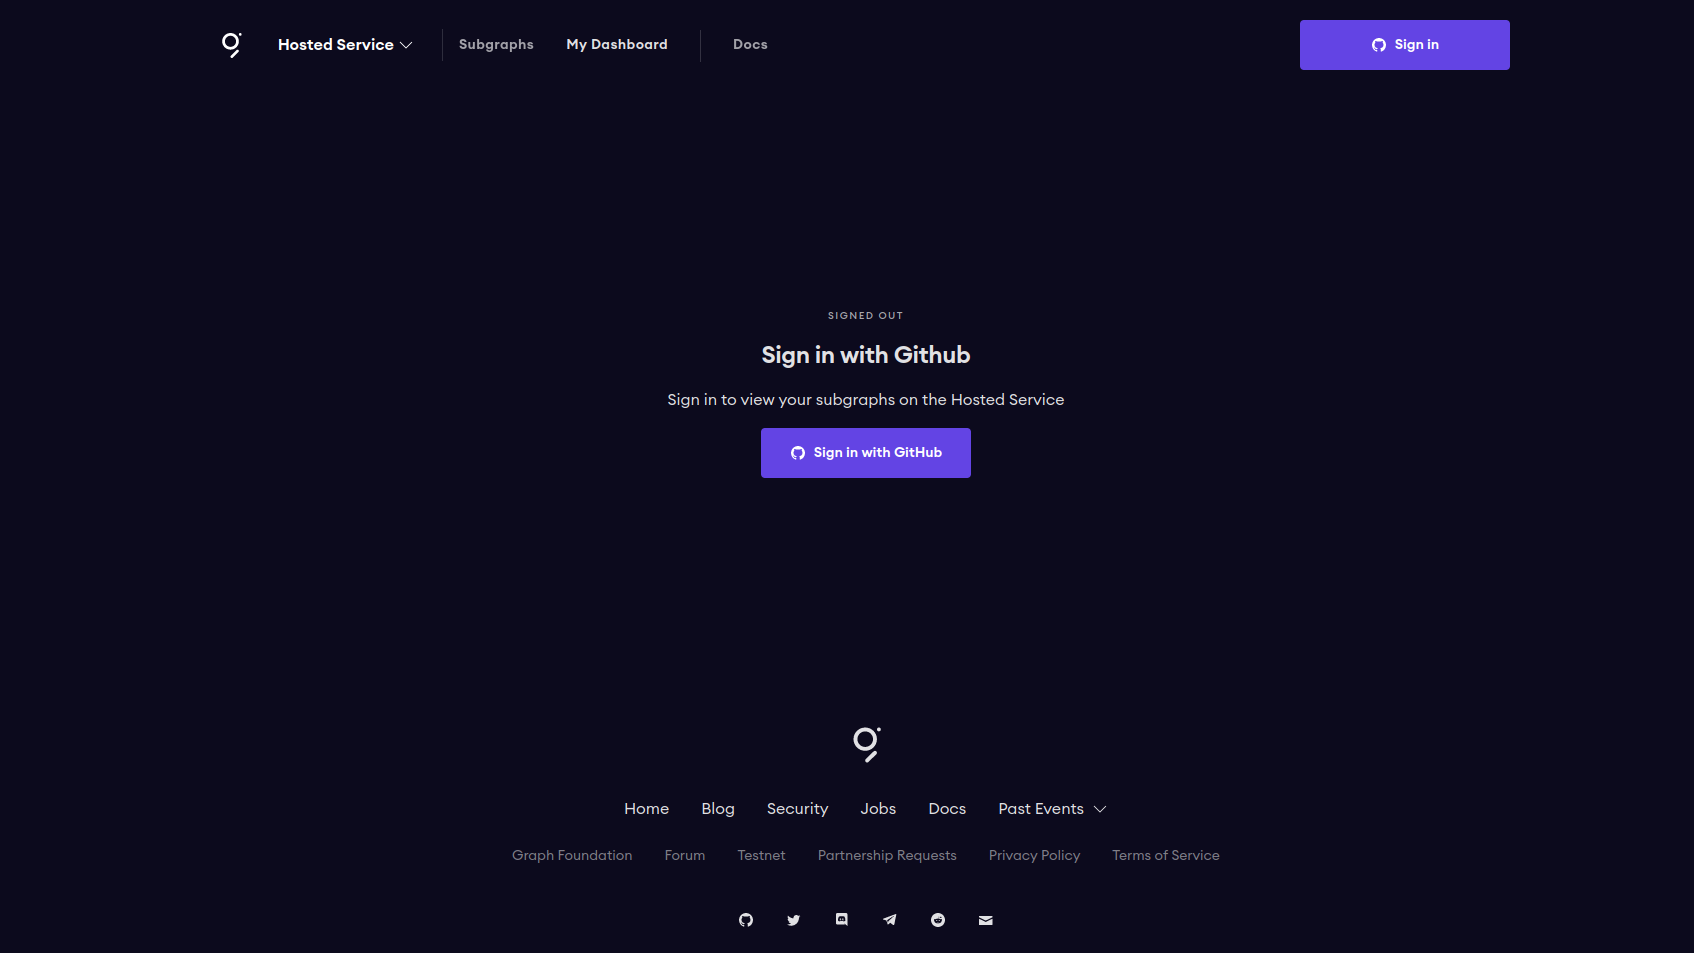 Hosted Service Subgraphs My Dashboard Docs Sign in
SIGNED OUT
Sign in with Github
Sign in to view your subgraphs on the Hosted Service
Sign in with GitHub
Home Blog Security Jobs Docs Past Events
Graph Foundation Forum Testnet Partnership Requests Privacy Policy Terms of Service